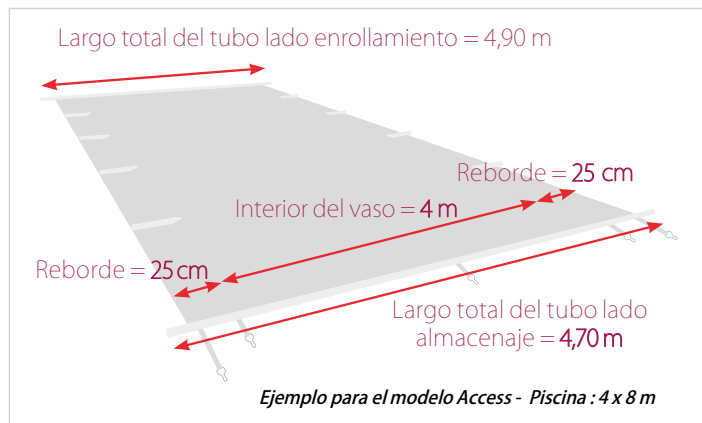 Largo total del tubo lado enrollamiento = 4,90 m
Reborde = 25 cm
Interior del vaso = 4 m
Reborde = 25 cm
Largo total del tubo lado
almacenaje = 4,70 m
Ejemplo para el modelo Access - Piscina : 4 x 8 m